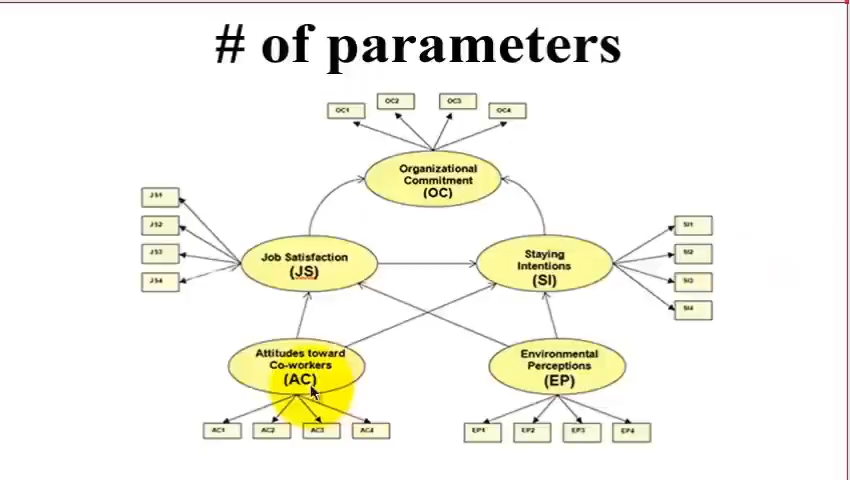 # of parameters
OC1
OC2
OC3
OC4
Organizational
Commitment
(OC)
JS1
JS2
JS3
JS4
Job Satisfaction
(JS)
Staying
Intentions
(SI)
SI1
SI2
SI3
SI4
Attitudes toward
Co-workers
(AC)
Environmental
Perceptions
(EP)
AC1
AC2
AC3
AC4
EP1
EP2
EP3
EP4